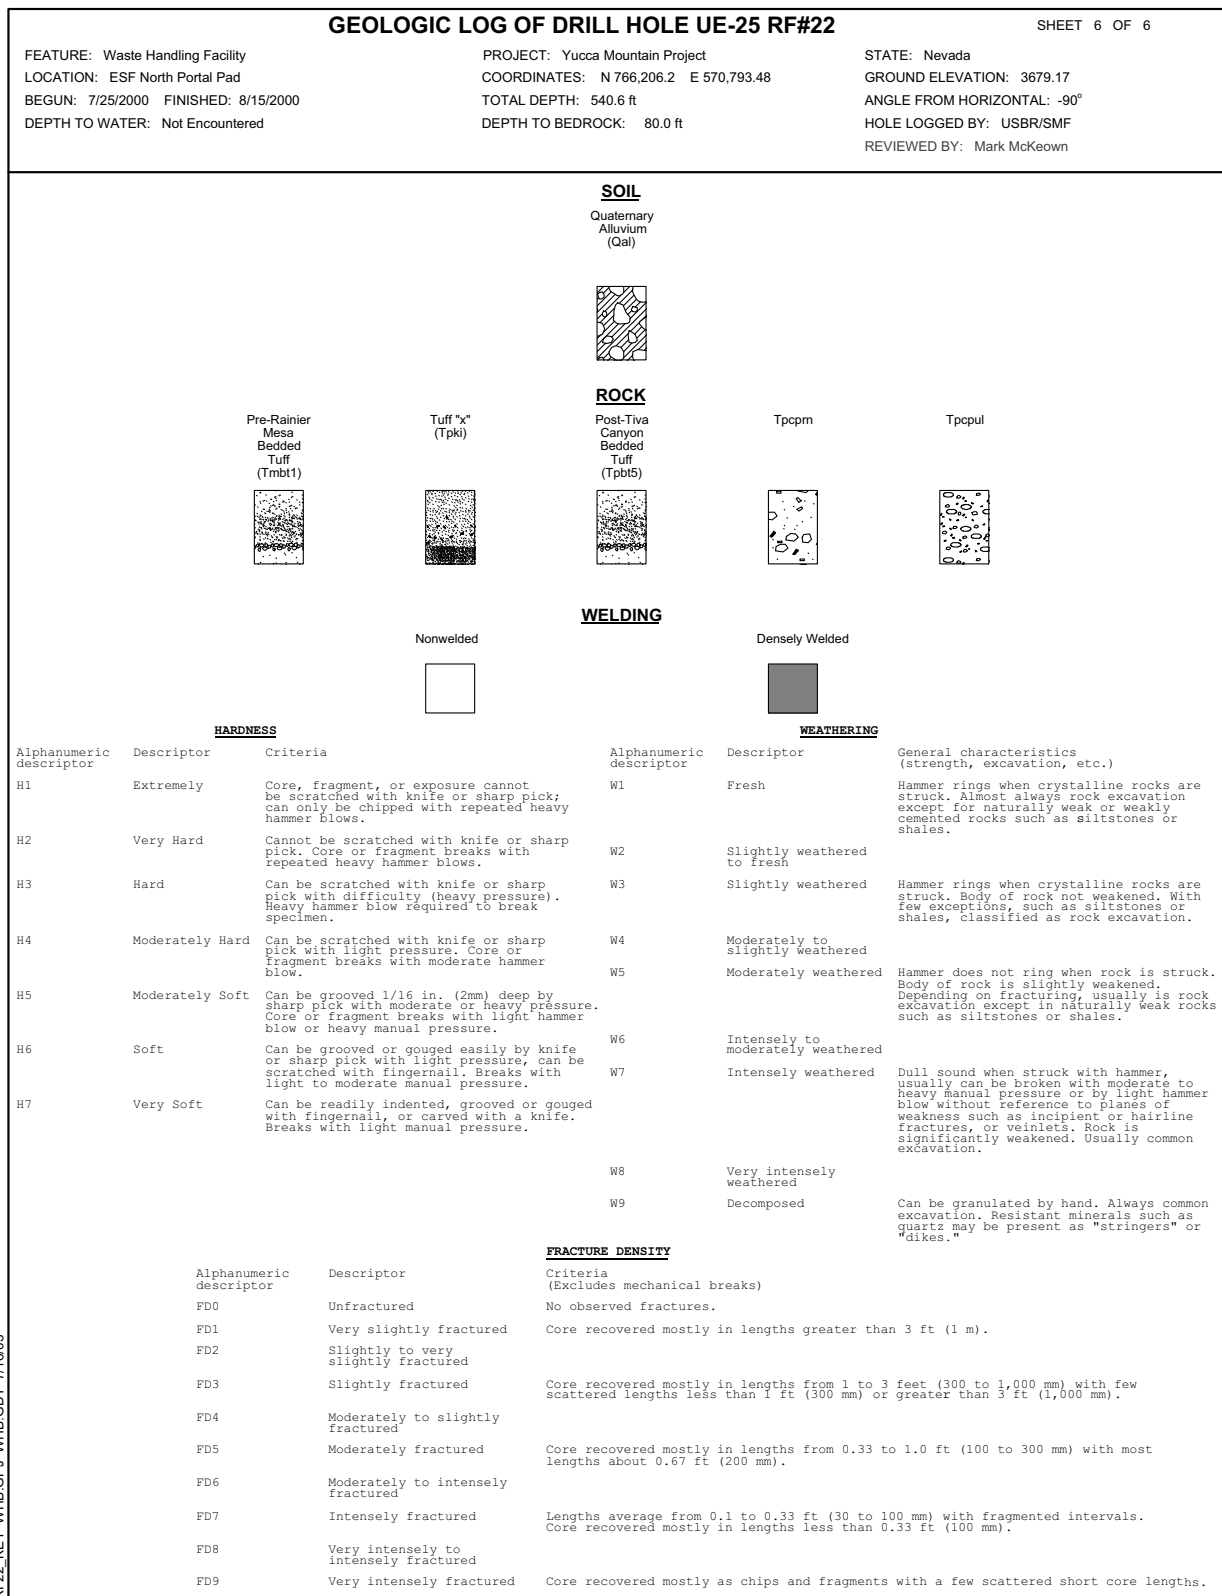 GEOLOGIC LOG OF DRILL HOLE UE-25 RF#22
SHEET 6 OF 6
FEATURE: Waste Handling Facility
PROJECT: Yucca Mountain Project
STATE: Nevada
LOCATION: ESF North Portal Pad
COORDINATES: N 766,206.2 E 570,793.48
GROUND ELEVATION: 3679.17
BEGUN: 7/25/2000 FINISHED: 8/15/2000
TOTAL DEPTH: 540.6 ft
ANGLE FROM HORIZONTAL: -90°
DEPTH TO WATER: Not Encountered
DEPTH TO BEDROCK: 80.0 ft
HOLE LOGGED BY: USBR/SMF
REVIEWED BY: Mark McKeown
SOIL
Quaternary
Alluvium
(Qal)
ROCK
Pre-Rainier
Mesa
Bedded
Tuff
(Tmbt1)
Tuff "x"
(Tpki)
Post-Tiva
Canyon
Bedded
Tuff
(Tpbt5)
Tpcprn
Tpcpul
WELDING
Nonwelded
Densely Welded
HARDNESS
Alphanumeric
descriptor
Descriptor
Criteria
H1
Extremely
Core, fragment, or exposure cannot
be scratched with knife or sharp pick;
can only be chipped with repeated heavy
hammer blows.
H2
Very Hard
Cannot be scratched with knife or sharp
pick. Core or fragment breaks with
repeated heavy hammer blows.
H3
Hard
Can be scratched with knife or sharp
pick with difficulty (heavy pressure).
Heavy hammer blow required to break
specimen.
H4
Moderately Hard
Can be scratched with knife or sharp
pick with light pressure. Core or
fragment breaks with moderate hammer
blow.
H5
Moderately Soft
Can be grooved 1/16 in. (2mm) deep by
sharp pick with moderate or heavy pressure.
Core or fragment breaks with light hammer
blow or heavy manual pressure.
H6
Soft
Can be grooved or gouged easily by knife
or sharp pick with light pressure, can be
scratched with fingernail. Breaks with
light to moderate manual pressure.
H7
Very Soft
Can be readily indented, grooved or gouged
with fingernail, or carved with a knife.
Breaks with light manual pressure.
WEATHERING
Alphanumeric
descriptor
Descriptor
General characteristics
(strength, excavation, etc.)
W1
Fresh
Hammer rings when crystalline rocks are
struck. Almost always rock excavation
except for naturally weak or weakly
cemented rocks such as siltstones or
shales.
W2
Slightly weathered
to fresh
W3
Slightly weathered
Hammer rings when crystalline rocks are
struck. Body of rock not weakened. With
few exceptions, such as siltstones or
shales, classified as rock excavation.
W4
Moderately to
slightly weathered
W5
Moderately weathered
Hammer does not ring when rock is struck.
Body of rock is slightly weakened.
Depending on fracturing, usually is rock
excavation except in naturally weak rocks
such as siltstones or shales.
W6
Intensely to
moderately weathered
W7
Intensely weathered
Dull sound when struck with hammer,
usually can be broken with moderate to
heavy manual pressure or by light hammer
blow without reference to planes of
weakness such as incipient or hairline
fractures, or veinlets. Rock is
significantly weakened. Usually common
excavation.
W8
Very intensely
weathered
W9
Decomposed
Can be granulated by hand. Always common
excavation. Resistant minerals such as
quartz may be present as "stringers" or
"dikes."
FRACTURE DENSITY
Alphanumeric
descriptor
Descriptor
Criteria
(Excludes mechanical breaks)
FD0
Unfractured
No observed fractures.
FD1
Very slightly fractured
Core recovered mostly in lengths greater than 3 ft (1 m).
FD2
Slightly to very
slightly fractured
FD3
Slightly fractured
Core recovered mostly in lengths from 1 to 3 feet (300 to 1,000 mm) with few
scattered lengths less than 1 ft (300 mm) or greater than 3 ft (1,000 mm).
FD4
Moderately to slightly
fractured
FD5
Moderately fractured
Core recovered mostly in lengths from 0.33 to 1.0 ft (100 to 300 mm) with most
lengths about 0.67 ft (200 mm).
FD6
Moderately to intensely
fractured
FD7
Intensely fractured
Lengths average from 0.1 to 0.33 ft (30 to 100 mm) with fragmented intervals.
Core recovered mostly in lengths less than 0.33 ft (100 mm).
FD8
Very intensely to
intensely fractured
FD9
Very intensely fractured
Core recovered mostly as chips and fragments with a few scattered short core lengths.